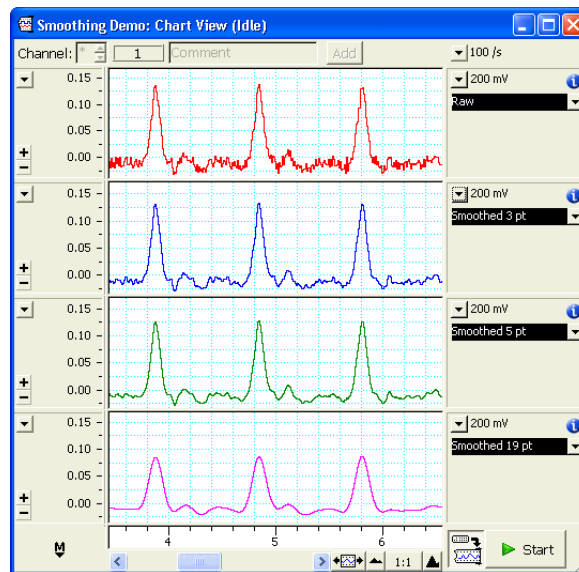 Smoothing Demo: Chart View (Idle)
Channel: * 1 Comment Add 100 /s
0.15
0.10
0.05
0.00
200 mV
Raw
0.15
0.10
0.05
0.00
200 mV
Smoothed 3 pt
0.15
0.10
0.05
0.00
200 mV
Smoothed 5 pt
0.15
0.10
0.05
0.00
200 mV
Smoothed 19 pt
M
4 5 6
1:1
Start